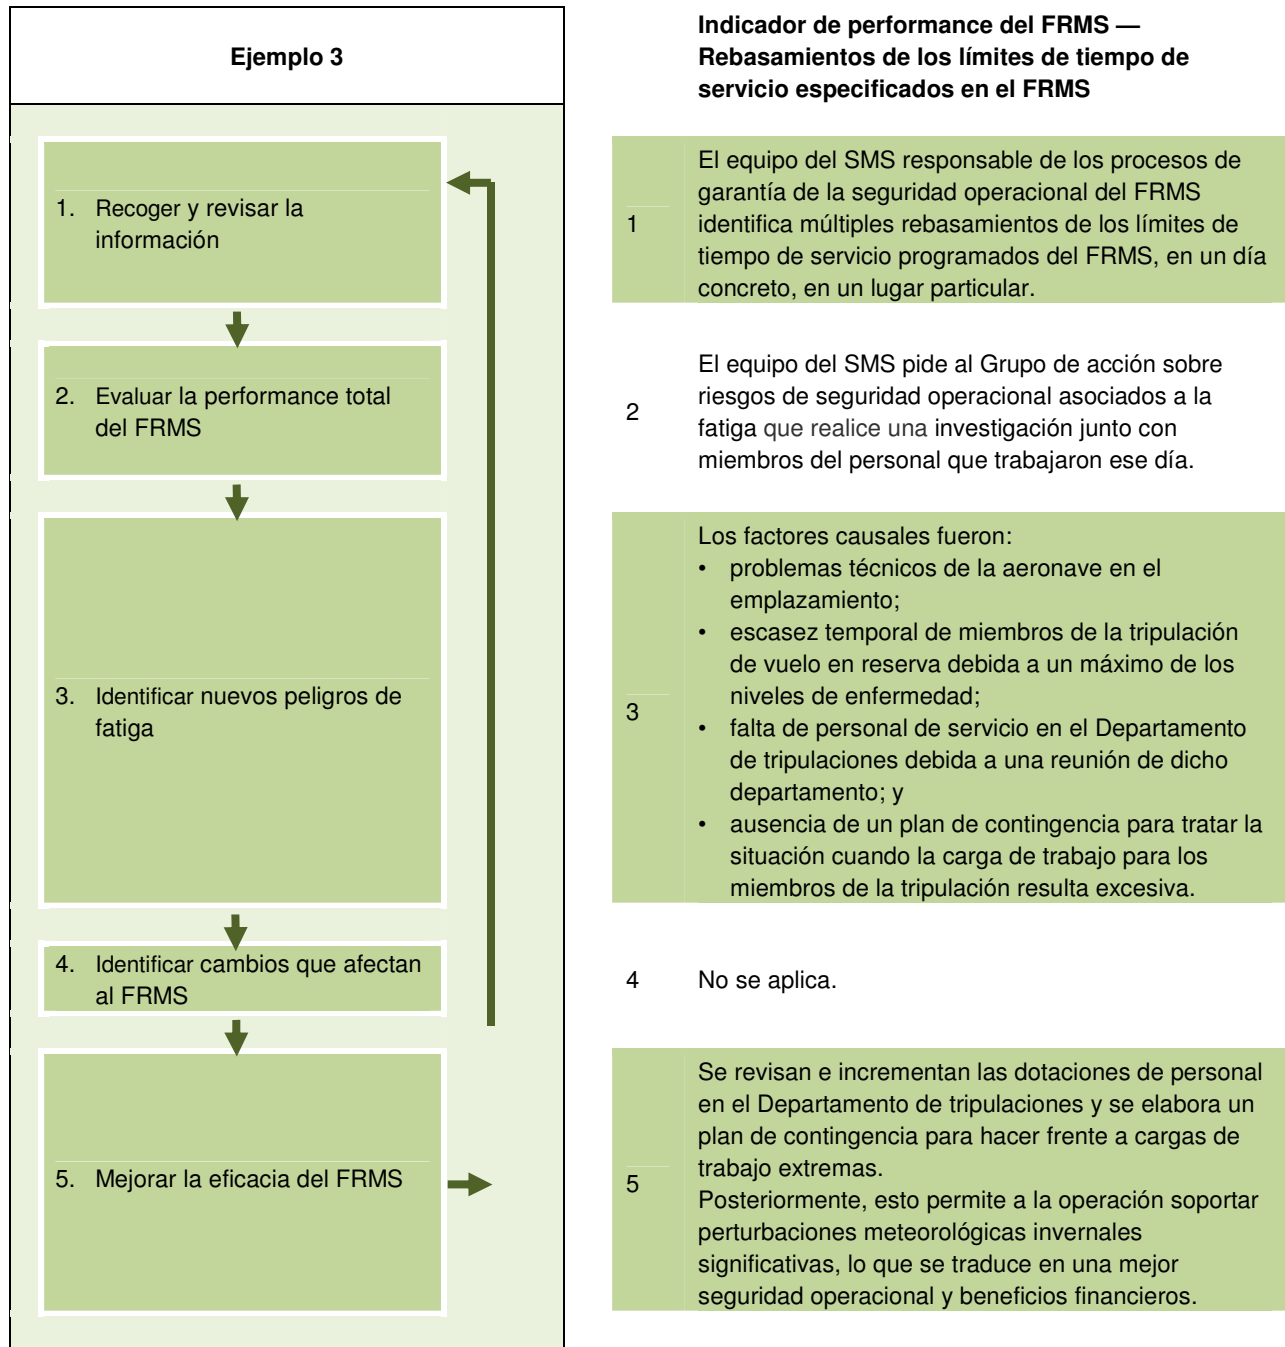 Ejemplo 3
Indicador de performance del FRMS —
Rebasamientos de los límites de tiempo de
servicio especificados en el FRMS
1. Recoger y revisar la
información
1
El equipo del SMS responsable de los procesos de
garantía de la seguridad operacional del FRMS
identifica múltiples rebasamientos de los límites de
tiempo de servicio programados del FRMS, en un día
concreto, en un lugar particular.
2. Evaluar la performance total
del FRMS
2
El equipo del SMS pide al Grupo de acción sobre
riesgos de seguridad operacional asociados a la
fatiga que realice una investigación junto con
miembros del personal que trabajaron ese día.
3. Identificar nuevos peligros de
fatiga
3
Los factores causales fueron:
• problemas técnicos de la aeronave en el
emplazamiento;
• escasez temporal de miembros de la tripulación
de vuelo en reserva debida a un máximo de los
niveles de enfermedad;
• falta de personal de servicio en el Departamento
de tripulaciones debida a una reunión de dicho
departamento; y
• ausencia de un plan de contingencia para tratar la
situación cuando la carga de trabajo para los
miembros de la tripulación resulta excesiva.
4. Identificar cambios que afectan
al FRMS
4 No se aplica.
5. Mejorar la eficacia del FRMS
5
Se revisan e incrementan las dotaciones de personal
en el Departamento de tripulaciones y se elabora un
plan de contingencia para hacer frente a cargas de
trabajo extremas.
Posteriormente, esto permite a la operación soportar
perturbaciones meteorológicas invernales
significativas, lo que se traduce en una mejor
seguridad operacional y beneficios financieros.